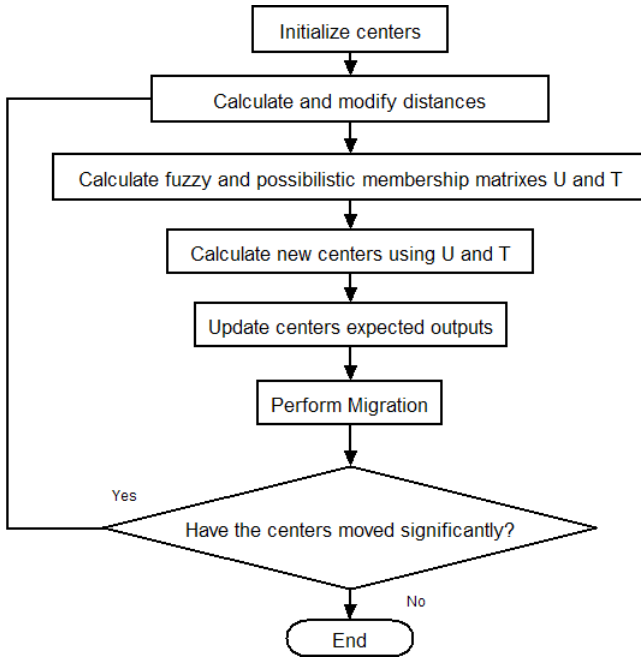 Initialize centers
Calculate and modify distances
Calculate fuzzy and possibilistic membership matrixes U and T
Calculate new centers using U and T
Update centers expected outputs
Perform Migration
Yes
Have the centers moved significantly?
No
End